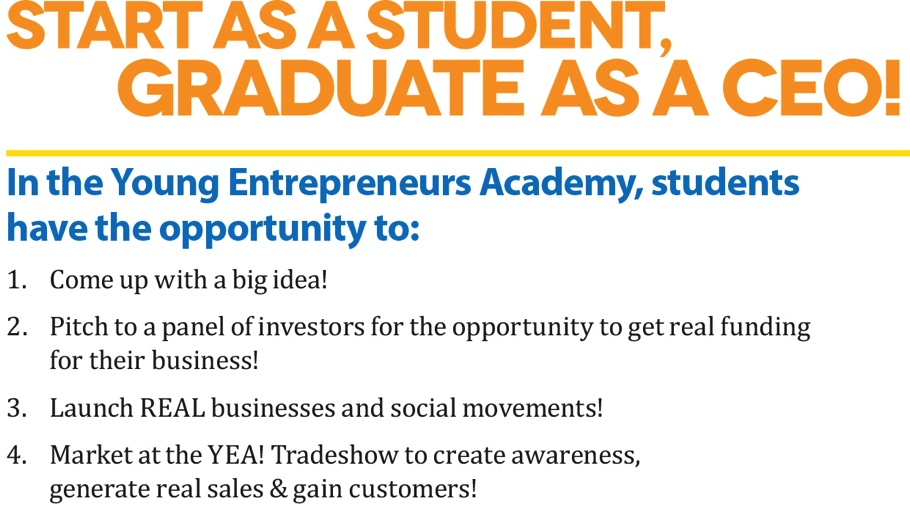 START AS A STUDENT,
GRADUATE AS A CEO!
In the Young Entrepreneurs Academy, students
have the opportunity to:
1. Come up with a big idea!
2. Pitch to a panel of investors for the opportunity to get real funding
for their business!
3. Launch REAL businesses and social movements!
4. Market at the YEA! Tradeshow to create awareness,
generate real sales & gain customers!